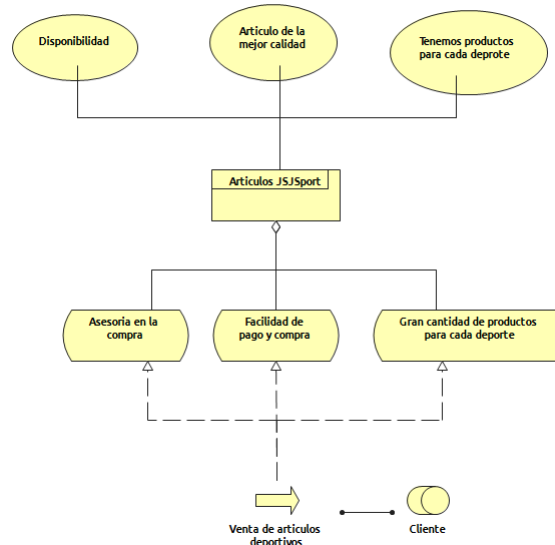 Disponibilidad
Articulo de la
mejor calidad
Tenemos productos
para cada deprote
Articulos JSJSport
Asesoria en la
compra
Facilidad de
pago y compra
Gran cantidad de productos
para cada deporte
Venta de articulos
deportivos
Cliente